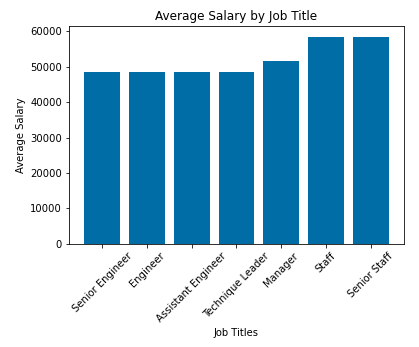 Average Salary by Job Title
Average Salary
60000
50000
40000
30000
20000
10000
0
Senior Engineer
Engineer
Assistant Engineer
Technique Leader
Manager
Staff
Senior Staff
Job Titles